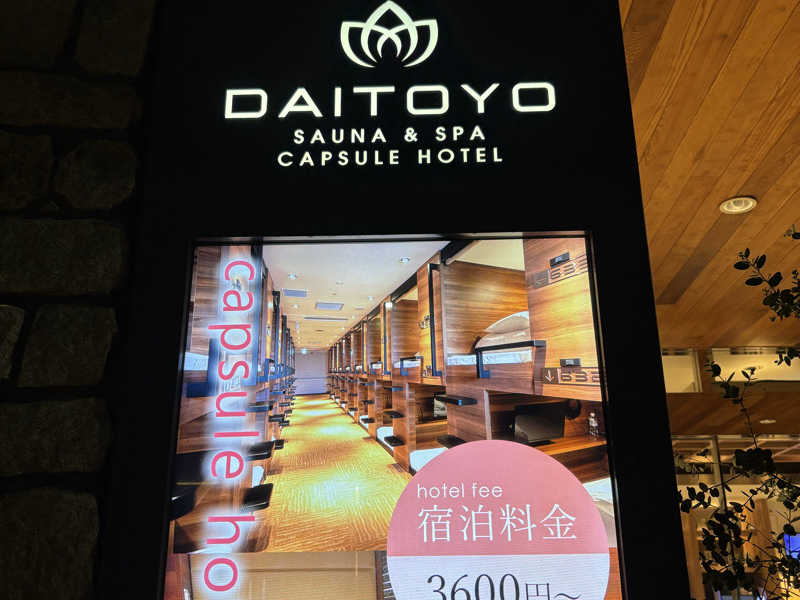 DAITOYO
SAUNA & SPA
CAPSULE HOTEL
capsule ho
hotel fee
宿泊料金
3600円～